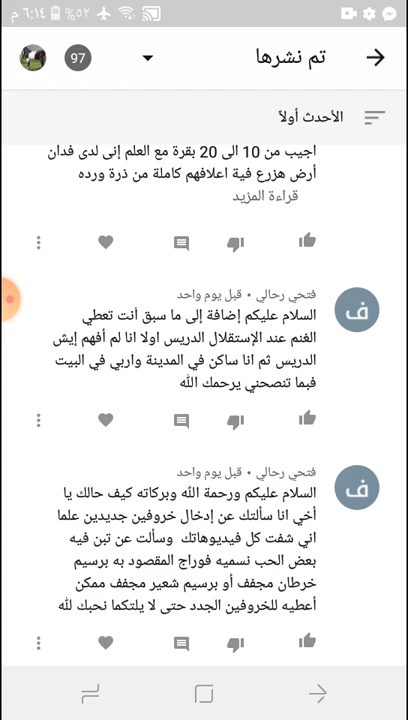 ٦:١٤ م ٥٢%
تم نشرها
97
الأحدث أولاً
اجيب من 10 الى 20 بقرة مع العلم إنى لدى فدان
أرض هزرع فية اعلافهم كاملة من ذرة ورده
قراءة المزيد
فتحي رحالي • قبل يوم واحد
ف
السلام عليكم إضافة إلى ما سبق أنت تعطي
الغنم عند الإستقلال الدريس اولا انا لم أفهم إيش
الدريس ثم انا ساكن في المدينة واربي في البيت
فبما تنصحني يرحمك الله
فتحي رحالي • قبل يوم واحد
ف
السلام عليكم ورحمة الله وبركاته كيف حالك يا
أخي انا سألتك عن إدخال خروفين جديدين علما
اني شفت كل فيديوهاتك وسألت عن تبن فيه
بعض الحب نسميه فوراج المقصود به برسيم
خرطان مجفف أو برسيم شعير مجفف ممكن
أعطيه للخروفين الجدد حتى لا يلتكما نحبك لله